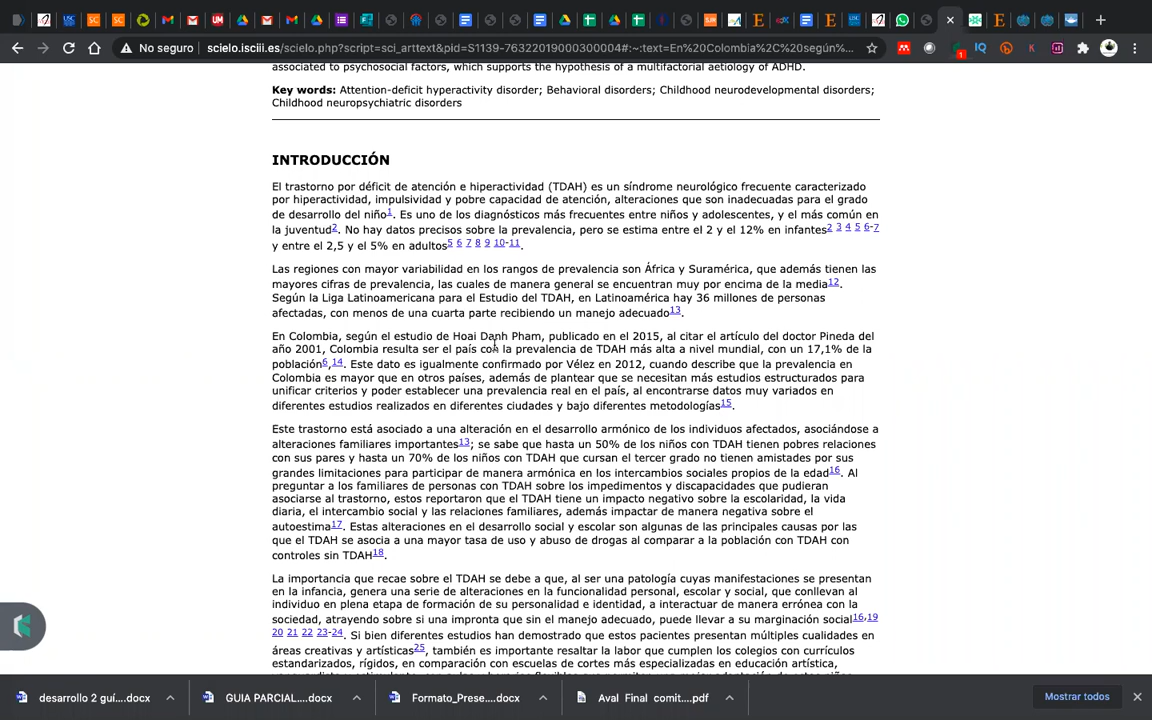 No seguro
scielo.isciii.es/scielo.php?script=sci_arttext&pid=S1139-76322019000300004#:~:text=En%20Colombia%2C%20según%...
associated to psychosocial factors, which supports the hypothesis of a multifactorial aetiology of ADHD.
Key words: Attention-deficit hyperactivity disorder; Behavioral disorders; Childhood neurodevelopmental disorders;
Childhood neuropsychiatric disorders
INTRODUCCIÓN
El trastorno por déficit de atención e hiperactividad (TDAH) es un síndrome neurológico frecuente caracterizado
por hiperactividad, impulsividad y pobre capacidad de atención, alteraciones que son inadecuadas para el grado
de desarrollo del niño1. Es uno de los diagnósticos más frecuentes entre niños y adolescentes, y el más común en
la juventud2. No hay datos precisos sobre la prevalencia, pero se estima entre el 2 y el 12% en infantes2 3 4 5 6-7
y entre el 2,5 y el 5% en adultos5 6 7 8 9 10-11.
Las regiones con mayor variabilidad en los rangos de prevalencia son África y Suramérica, que además tienen las
mayores cifras de prevalencia, las cuales de manera general se encuentran muy por encima de la media12.
Según la Liga Latinoamericana para el Estudio del TDAH, en Latinoamérica hay 36 millones de personas
afectadas, con menos de una cuarta parte recibiendo un manejo adecuado13.
En Colombia, según el estudio de Hoai Danh Pham, publicado en el 2015, al citar el artículo del doctor Pineda del
año 2001, Colombia resulta ser el país con la prevalencia de TDAH más alta a nivel mundial, con un 17,1% de la
población6,14. Este dato es igualmente confirmado por Vélez en 2012, cuando describe que la prevalencia en
Colombia es mayor que en otros países, además de plantear que se necesitan más estudios estructurados para
unificar criterios y poder establecer una prevalencia real en el país, al encontrarse datos muy variados en
diferentes estudios realizados en diferentes ciudades y bajo diferentes metodologías15.
Este trastorno está asociado a una alteración en el desarrollo armónico de los individuos afectados, asociándose a
alteraciones familiares importantes13; se sabe que hasta un 50% de los niños con TDAH tienen pobres relaciones
con sus pares y hasta un 70% de los niños con TDAH que cursan el tercer grado no tienen amistades por sus
grandes limitaciones para participar de manera armónica en los intercambios sociales propios de la edad16. Al
preguntar a los familiares de personas con TDAH sobre los impedimentos y discapacidades que pudieran
asociarse al trastorno, estos reportaron que el TDAH tiene un impacto negativo sobre la escolaridad, la vida
diaria, el intercambio social y las relaciones familiares, además impactar de manera negativa sobre el
autoestima17. Estas alteraciones en el desarrollo social y escolar son algunas de las principales causas por las
que el TDAH se asocia a una mayor tasa de uso y abuso de drogas al comparar a la población con TDAH con
controles sin TDAH18.
La importancia que recae sobre el TDAH se debe a que, al ser una patología cuyas manifestaciones se presentan
en la infancia, genera una serie de alteraciones en la funcionalidad personal, escolar y social, que conllevan al
individuo en plena etapa de formación de su personalidad e identidad, a interactuar de manera errónea con la
sociedad, atrayendo sobre si una impronta que sin el manejo adecuado, puede llevar a su marginación social16,19
20 21 22 23-24. Si bien diferentes estudios han demostrado que estos pacientes presentan múltiples cualidades en
áreas creativas y artísticas25, también es importante resaltar la labor que cumplen los colegios con currículos
estandarizados, rígidos, en comparación con escuelas de cortes más especializadas en educación artística,
desarrollo 2 guí....docx
GUIA PARCIAL....docx
Formato_Prese....docx
Aval Final comit....pdf
Mostrar todos